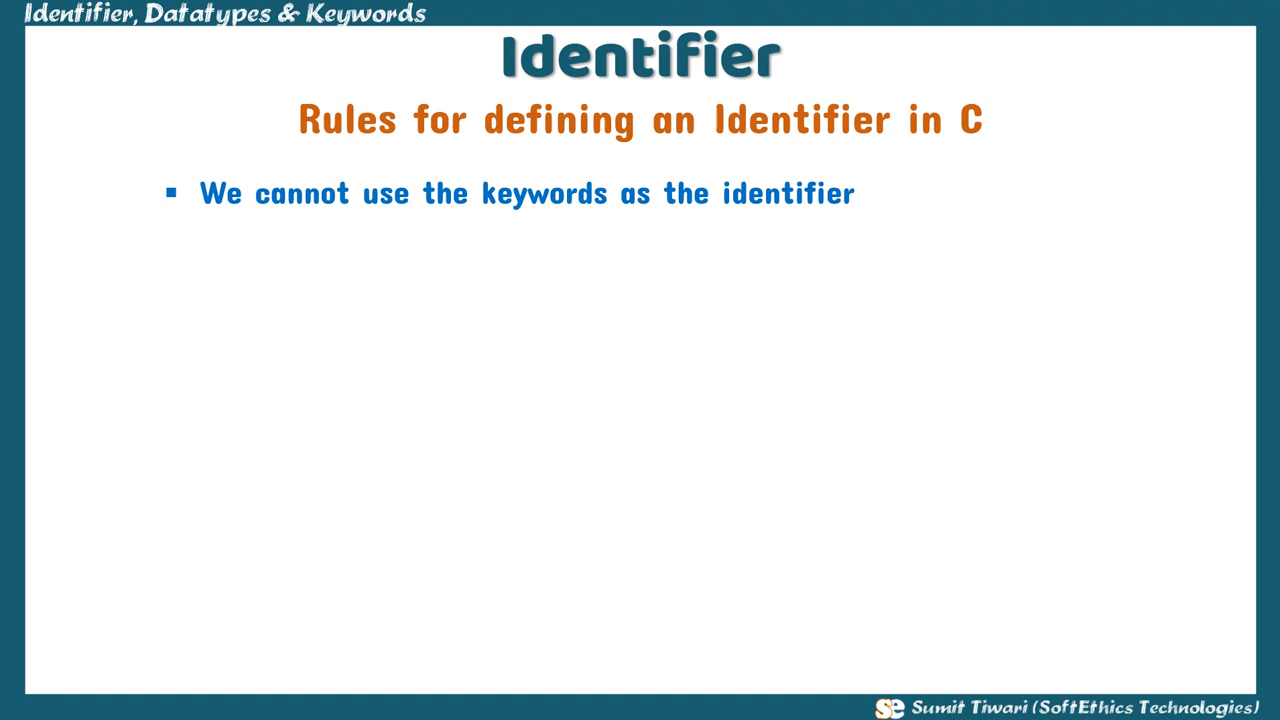 Identifier, Datatypes & Keywords
Identifier
Rules for defining an Identifier in C
▪ We cannot use the keywords as the identifier
se Sumit Tiwari (SoftEthics Technologies)